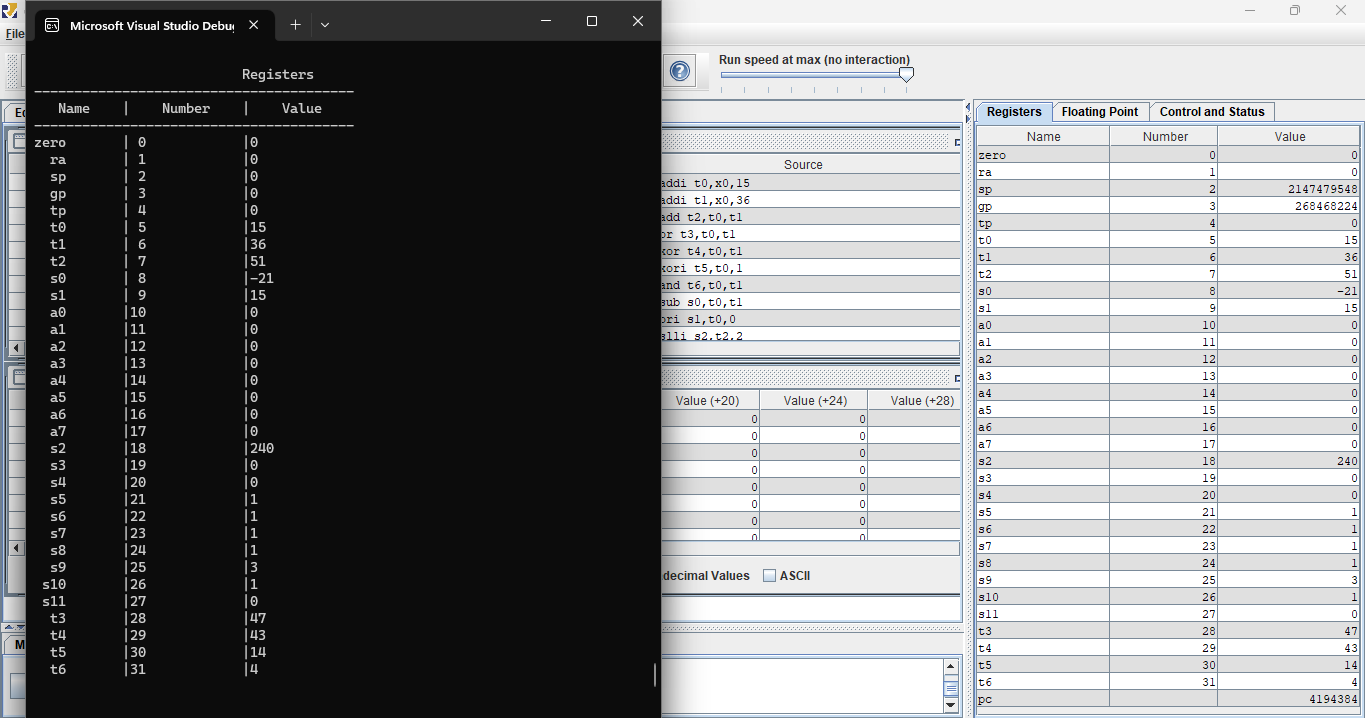 File
Microsoft Visual Studio Debu
Registers
Name | Number | Value
zero | 0 |0
ra | 1 |0
sp | 2 |0
gp | 3 |0
tp | 4 |0
t0 | 5 |15
t1 | 6 |36
t2 | 7 |51
s0 | 8 |-21
s1 | 9 |15
a0 |10 |0
a1 |11 |0
a2 |12 |0
a3 |13 |0
a4 |14 |0
a5 |15 |0
a6 |16 |0
a7 |17 |0
s2 |18 |240
s3 |19 |0
s4 |20 |0
s5 |21 |1
s6 |22 |1
s7 |23 |1
s8 |24 |1
s9 |25 |3
s10 |26 |1
s11 |27 |0
t3 |28 |47
t4 |29 |43
t5 |30 |14
t6 |31 |4
Run speed at max (no interaction)
Source
addi t0,x0,15
addi t1,x0,36
add t2,t0,t1
or t3,t0,t1
xor t4,t0,t1
xori t5,t0,1
and t6,t0,t1
sub s0,t0,t1
ori s1,t0,0
slli s2,t2,2
Value (+20) Value (+24) Value (+28)
0 0
0 0
0 0
0 0
0 0
0 0
0 0
0 0
decimal Values ASCII
Registers Floating Point Control and Status
Name Number Value
zero 0 0
ra 1 0
sp 2 2147479548
gp 3 268468224
tp 4 0
t0 5 15
t1 6 36
t2 7 51
s0 8 -21
s1 9 15
a0 10 0
a1 11 0
a2 12 0
a3 13 0
a4 14 0
a5 15 0
a6 16 0
a7 17 0
s2 18 240
s3 19 0
s4 20 0
s5 21 1
s6 22 1
s7 23 1
s8 24 1
s9 25 3
s10 26 1
s11 27 0
t3 28 47
t4 29 43
t5 30 14
t6 31 4
pc 4194384